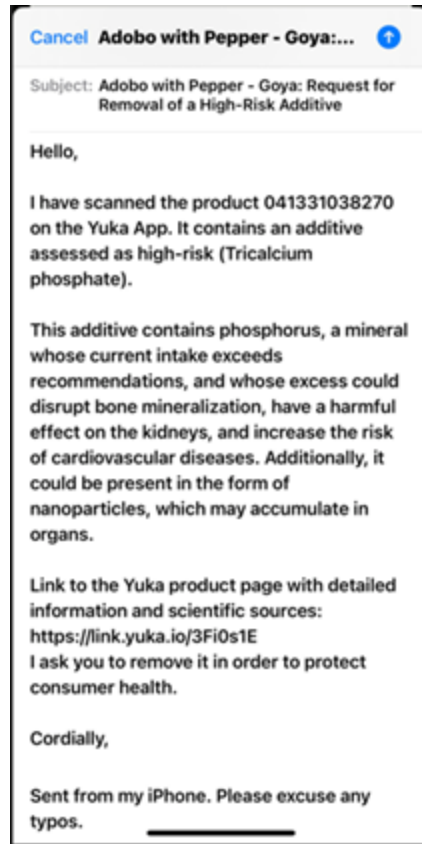 Cancel Adobo with Pepper - Goya:...
Subject: Adobo with Pepper - Goya: Request for
Removal of a High-Risk Additive
Hello,
I have scanned the product 041331038270
on the Yuka App. It contains an additive
assessed as high-risk (Tricalcium
phosphate).
This additive contains phosphorus, a mineral
whose current intake exceeds
recommendations, and whose excess could
disrupt bone mineralization, have a harmful
effect on the kidneys, and increase the risk
of cardiovascular diseases. Additionally, it
could be present in the form of
nanoparticles, which may accumulate in
organs.
Link to the Yuka product page with detailed
information and scientific sources:
https://link.yuka.io/3Fi0s1E
I ask you to remove it in order to protect
consumer health.
Cordially,
Sent from my iPhone. Please excuse any
typos.